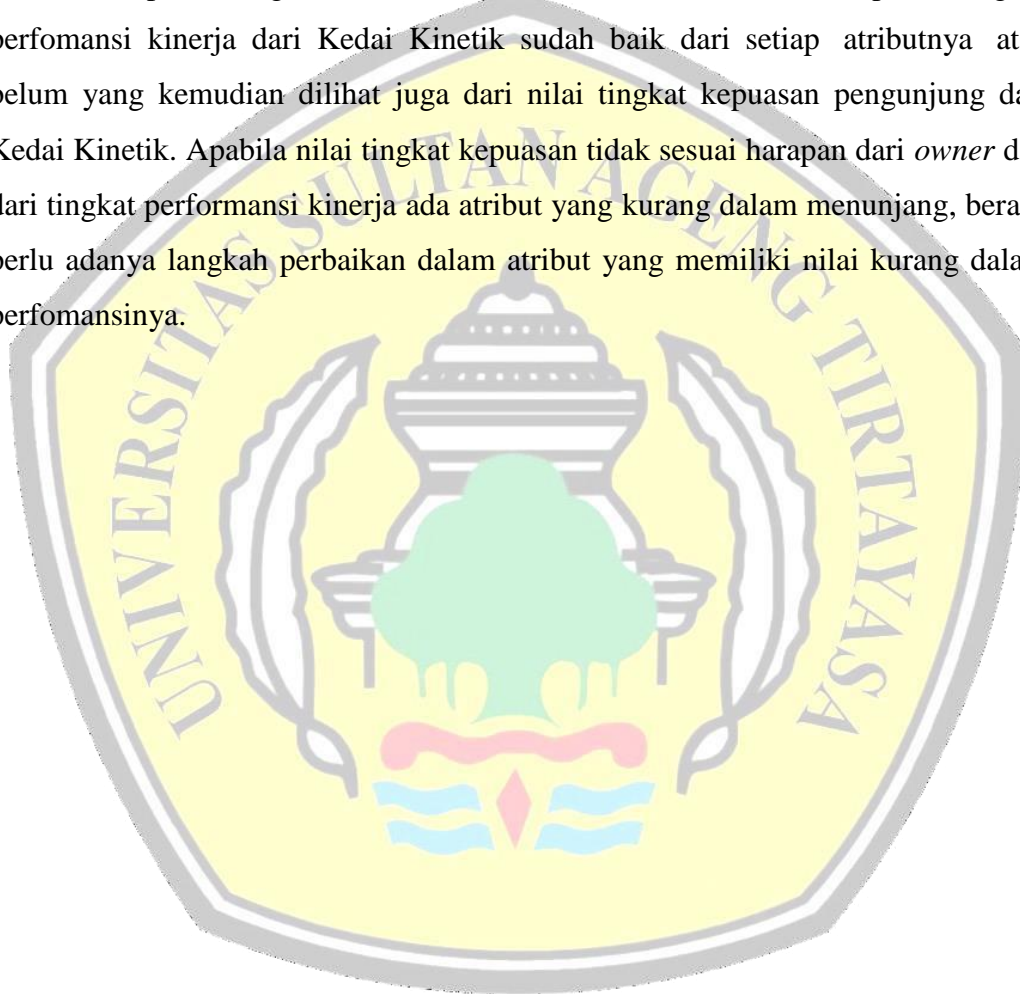 perfomansi kinerja dari Kedai Kinetik sudah baik dari setiap atributnya at
belum yang kemudian dilihat juga dari nilai tingkat kepuasan pengunjung da
Kedai Kinetik. Apabila nilai tingkat kepuasan tidak sesuai harapan dari owner d
dari tingkat performansi kinerja ada atribut yang kurang dalam menunjang, bera
perlu adanya langkah perbaikan dalam atribut yang memiliki nilai kurang dala
perfomansinya.
UNIVERSITAS SULTAN AGENG TIRTAYASA